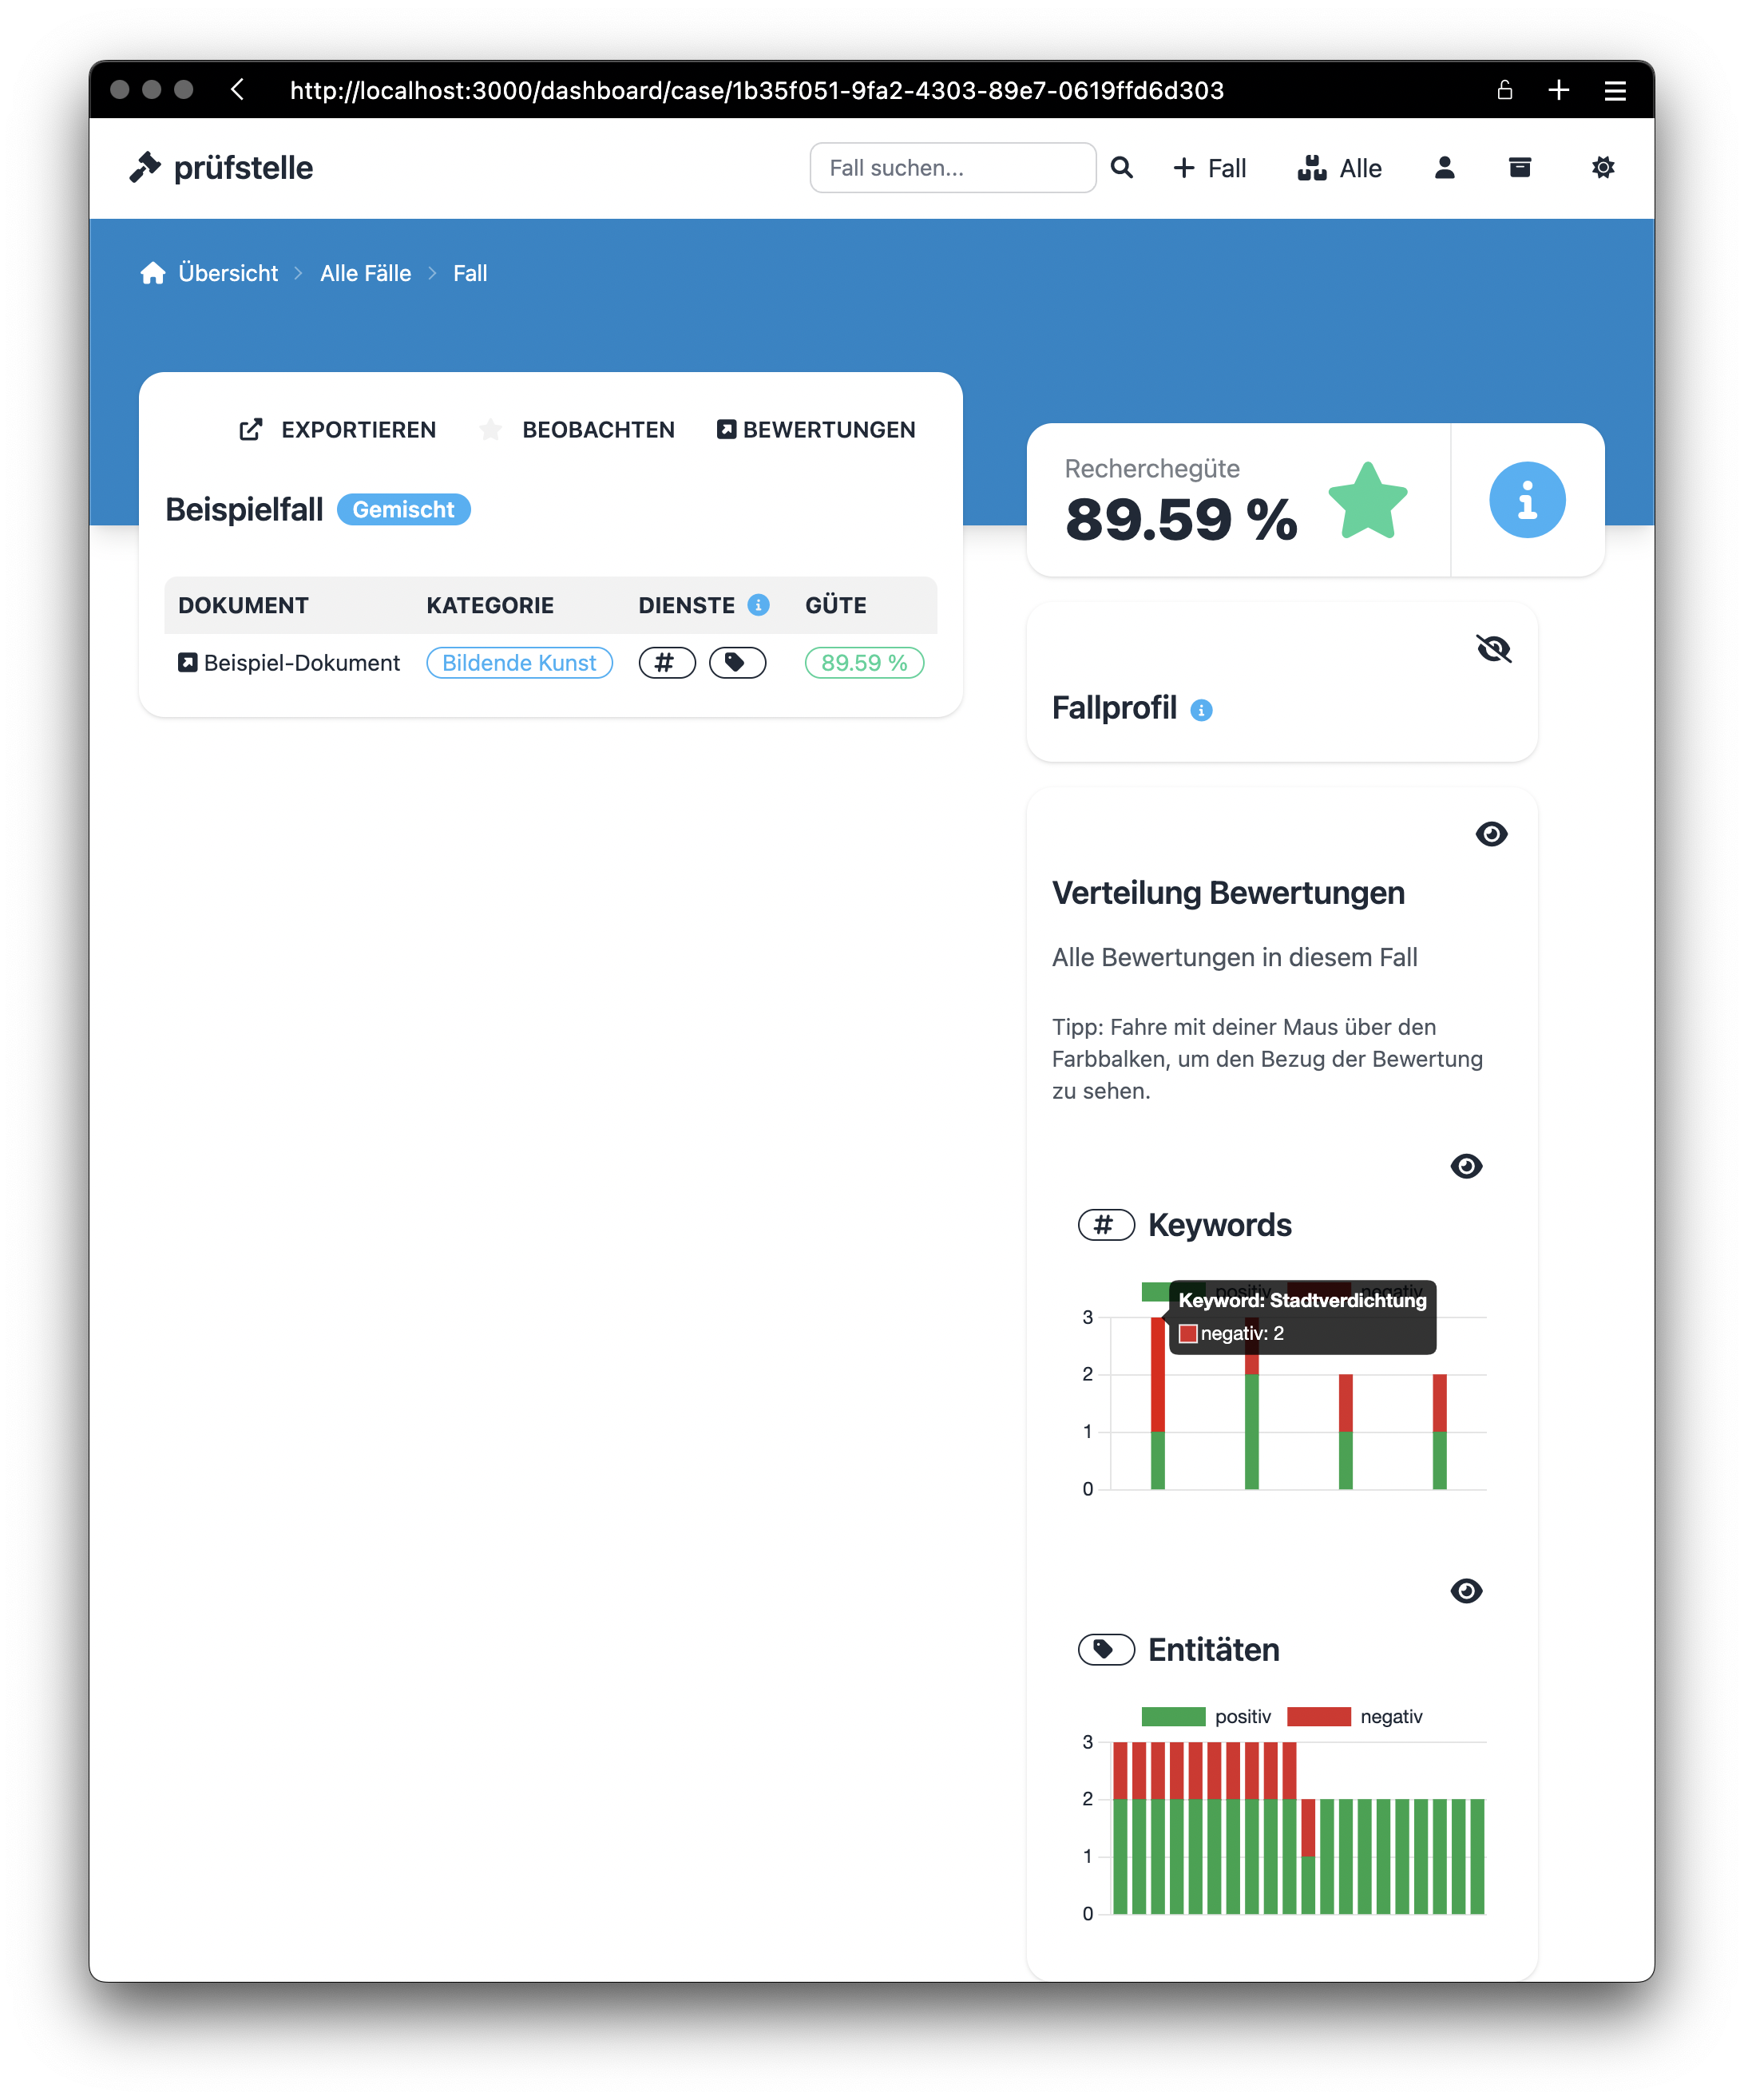 http://localhost:3000/dashboard/case/1b35f051-9fa2-4303-89e7-0619ffd6d303
prüfstelle
Fall suchen...
Fall
Alle
Übersicht
Alle Fälle
Fall
EXPORTIEREN
BEOBACHTEN
BEWERTUNGEN
Beispielfall
Gemischt
DOKUMENT KATEGORIE DIENSTE GÜTE
Beispiel-Dokument Bildende Kunst # 89.59 %
Recherchegüte
89.59 %
Fallprofil
Verteilung Bewertungen
Alle Bewertungen in diesem Fall
Tipp: Fahre mit deiner Maus über den
Farbbalken, um den Bezug der Bewertung
zu sehen.
# Keywords
positiv negativ
Keyword: Stadtverdichtung
negativ: 2
3
2
1
0
Entitäten
positiv negativ
3
2
1
0